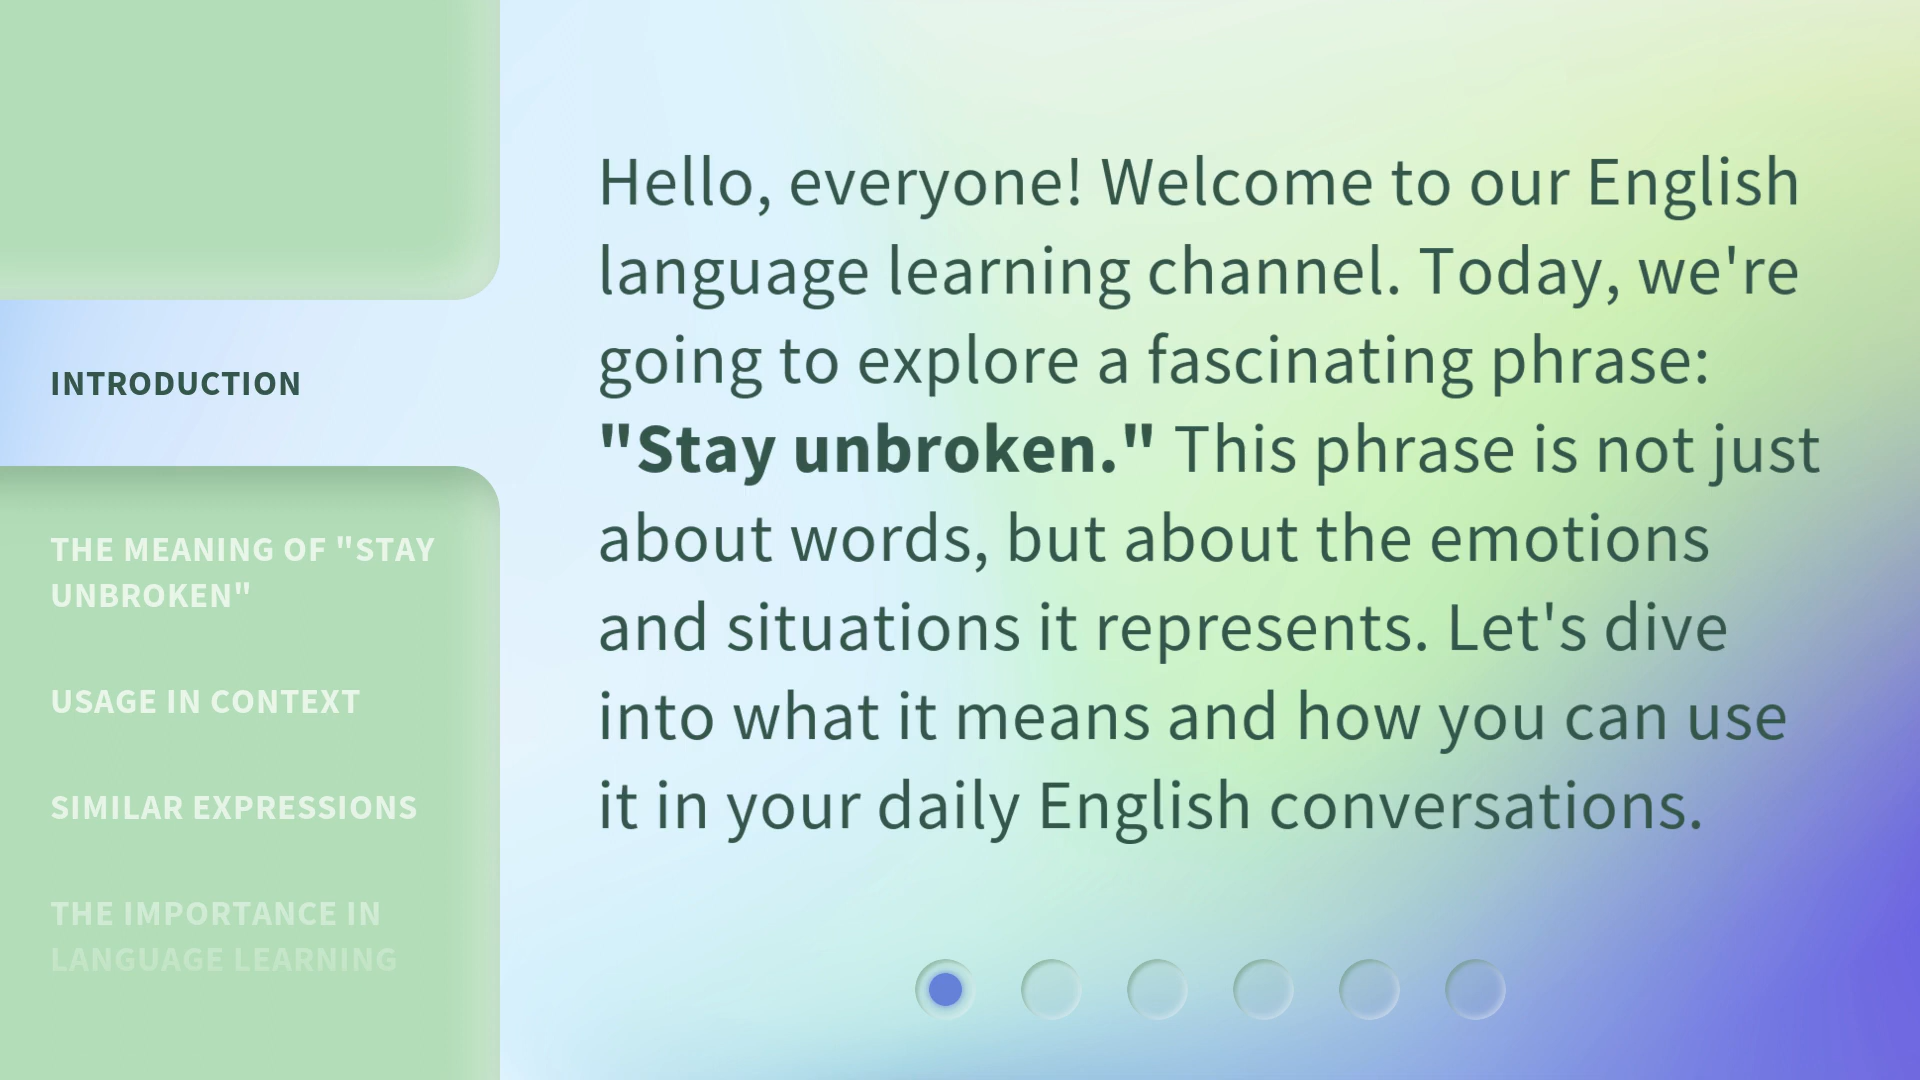 INTRODUCTION
THE MEANING OF "STAY
UNBROKEN"
USAGE IN CONTEXT
SIMILAR EXPRESSIONS
THE IMPORTANCE IN
LANGUAGE LEARNING
Hello, everyone! Welcome to our English
language learning channel. Today, we're
going to explore a fascinating phrase:
"Stay unbroken." This phrase is not just
about words, but about the emotions
and situations it represents. Let's dive
into what it means and how you can use
it in your daily English conversations.